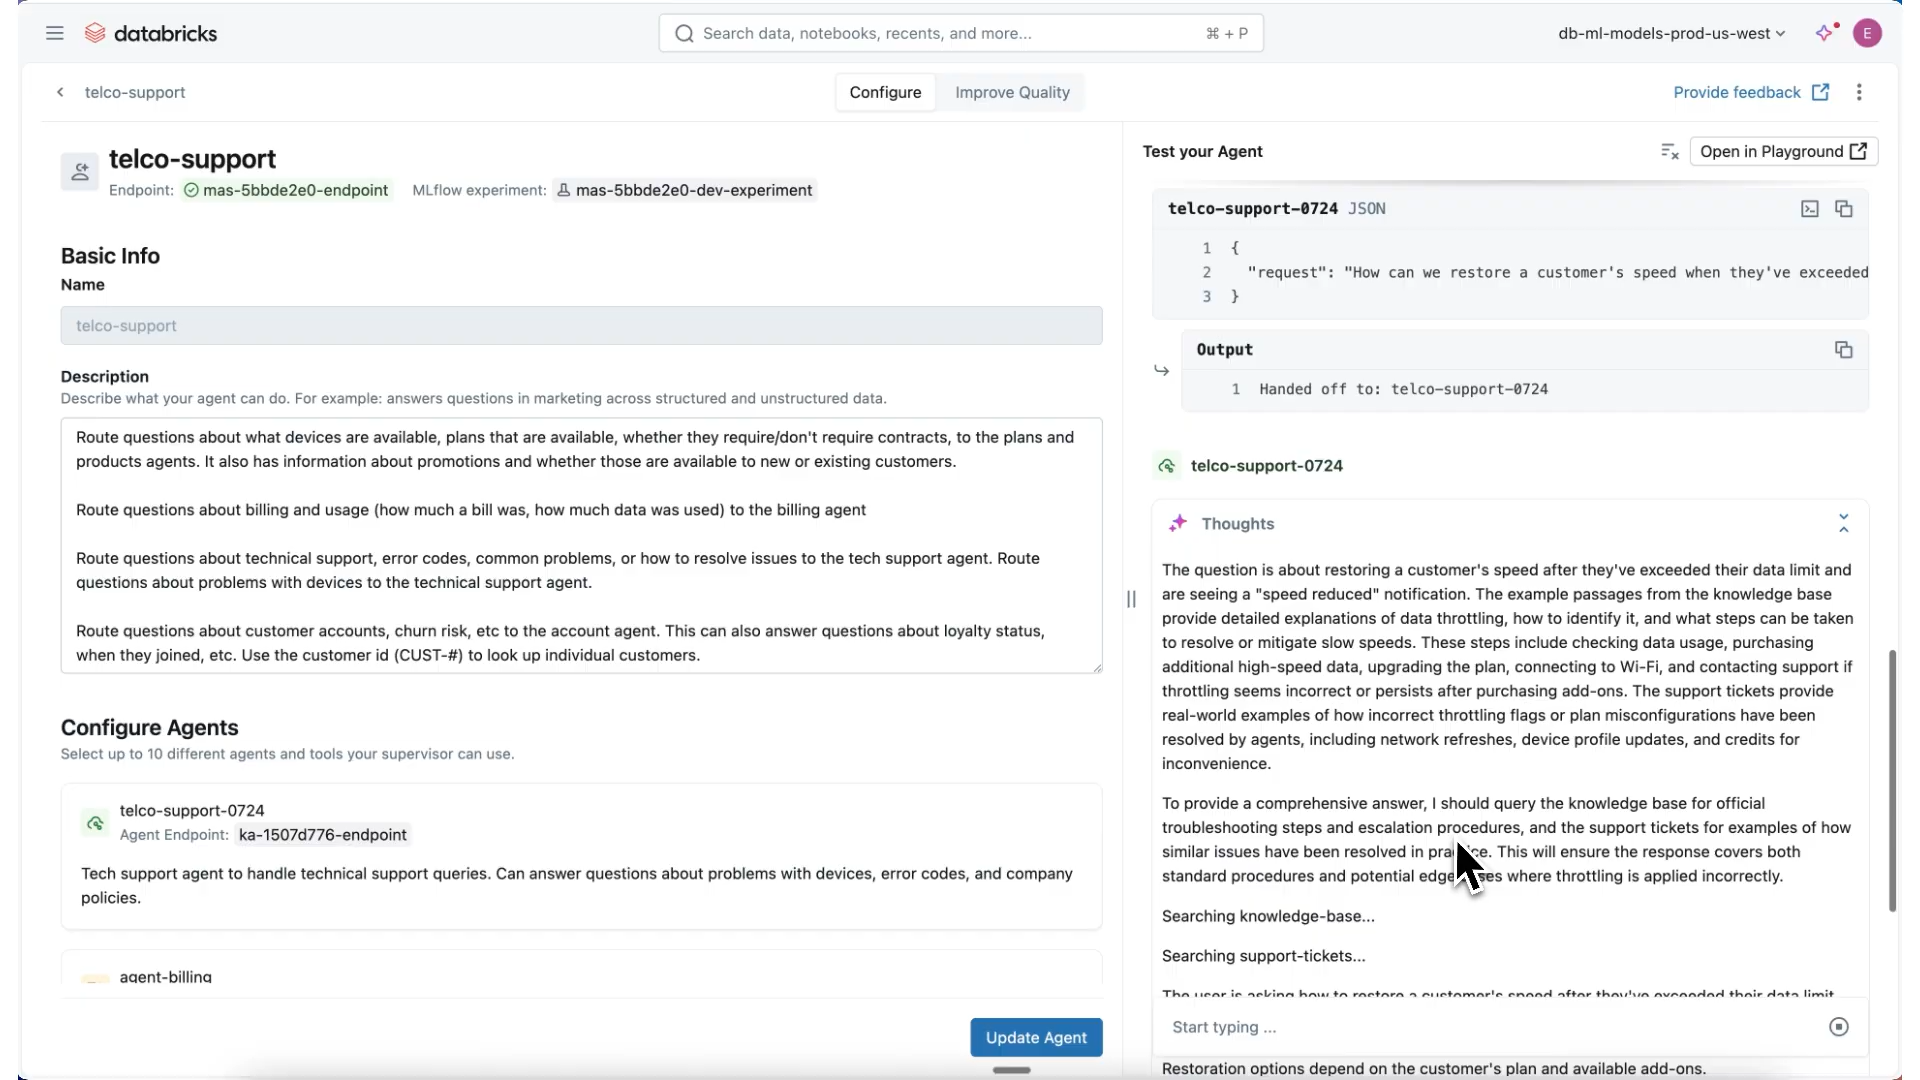 databricks
Search data, notebooks, recents, and more...
⌘ + P
db-ml-models-prod-us-west
E
telco-support
Configure
Improve Quality
Provide feedback
telco-support
Endpoint: mas-5bbde2e0-endpoint MLflow experiment: mas-5bbde2e0-dev-experiment
Basic Info
Name
telco-support
Description
Describe what your agent can do. For example: answers questions in marketing across structured and unstructured data.
Route questions about what devices are available, plans that are available, whether they require/don't require contracts, to the plans and
products agents. It also has information about promotions and whether those are available to new or existing customers.
Route questions about billing and usage (how much a bill was, how much data was used) to the billing agent
Route questions about technical support, error codes, common problems, or how to resolve issues to the tech support agent. Route
questions about problems with devices to the technical support agent.
Route questions about customer accounts, churn risk, etc to the account agent. This can also answer questions about loyalty status,
when they joined, etc. Use the customer id (CUST-#) to look up individual customers.
Configure Agents
Select up to 10 different agents and tools your supervisor can use.
telco-support-0724
Agent Endpoint: ka-1507d776-endpoint
Tech support agent to handle technical support queries. Can answer questions about problems with devices, error codes, and company
policies.
agent-billing
Update Agent
Test your Agent
Open in Playground
telco-support-0724 JSON
1 {
2 "request": "How can we restore a customer's speed when they've exceeded
3 }
Output
1 Handed off to: telco-support-0724
telco-support-0724
Thoughts
The question is about restoring a customer's speed after they've exceeded their data limit and
are seeing a "speed reduced" notification. The example passages from the knowledge base
provide detailed explanations of data throttling, how to identify it, and what steps can be taken
to resolve or mitigate slow speeds. These steps include checking data usage, purchasing
additional high-speed data, upgrading the plan, connecting to Wi-Fi, and contacting support if
throttling seems incorrect or persists after purchasing add-ons. The support tickets provide
real-world examples of how incorrect throttling flags or plan misconfigurations have been
resolved by agents, including network refreshes, device profile updates, and credits for
inconvenience.
To provide a comprehensive answer, I should query the knowledge base for official
troubleshooting steps and escalation procedures, and the support tickets for examples of how
similar issues have been resolved in practice. This will ensure the response covers both
standard procedures and potential edge cases where throttling is applied incorrectly.
Searching knowledge-base...
Searching support-tickets...
The user is asking how to restore a customer's speed after they've exceeded their data limit
Start typing ...
Restoration options depend on the customer's plan and available add-ons.